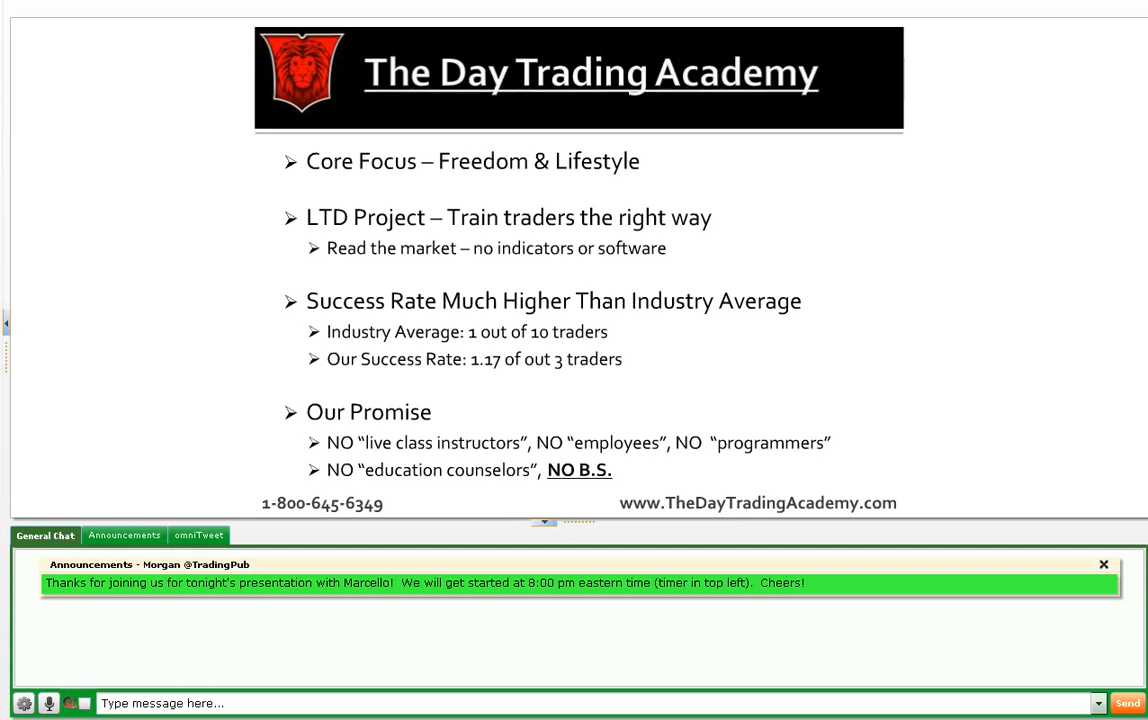 The Day Trading Academy
➢ Core Focus – Freedom & Lifestyle
➢ LTD Project – Train traders the right way
➢ Read the market – no indicators or software
➢ Success Rate Much Higher Than Industry Average
➢ Industry Average: 1 out of 10 traders
➢ Our Success Rate: 1.17 of out 3 traders
➢ Our Promise
➢ NO “live class instructors”, NO “employees”, NO “programmers”
➢ NO “education counselors”, NO B.S.
1-800-645-6349 www.TheDayTradingAcademy.com
General Chat Announcements omniTweet
Announcements - Morgan @TradingPub
Thanks for joining us for tonight's presentation with Marcello! We will get started at 8:00 pm eastern time (timer in top left). Cheers!
Type message here... Send